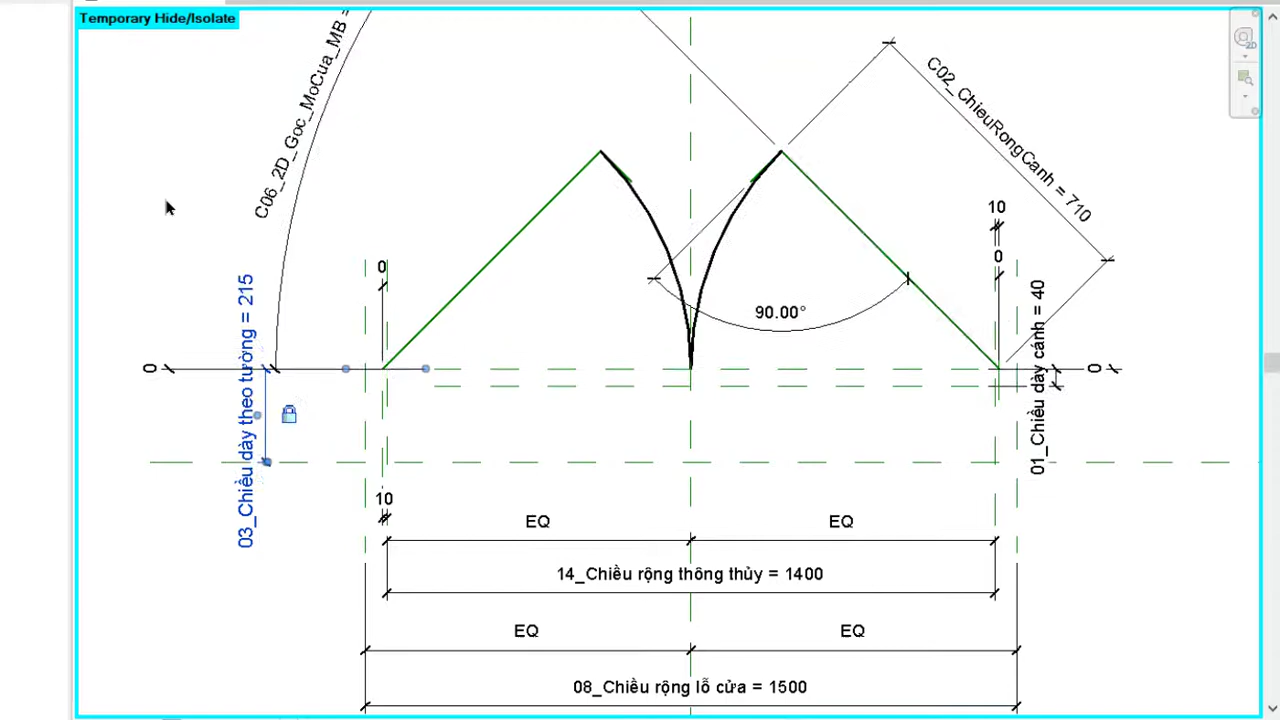 Temporary Hide/Isolate
C06_2D_Goc_MoCua_MB =
C02_ChieuRongCanh = 710
10
0
0
90.00°
03_Chiều dày theo tường = 215
01_Chiều dày cánh = 40
0
0
10
EQ
EQ
14_Chiều rộng thông thủy = 1400
EQ
EQ
08_Chiều rộng lỗ cửa = 1500
2D